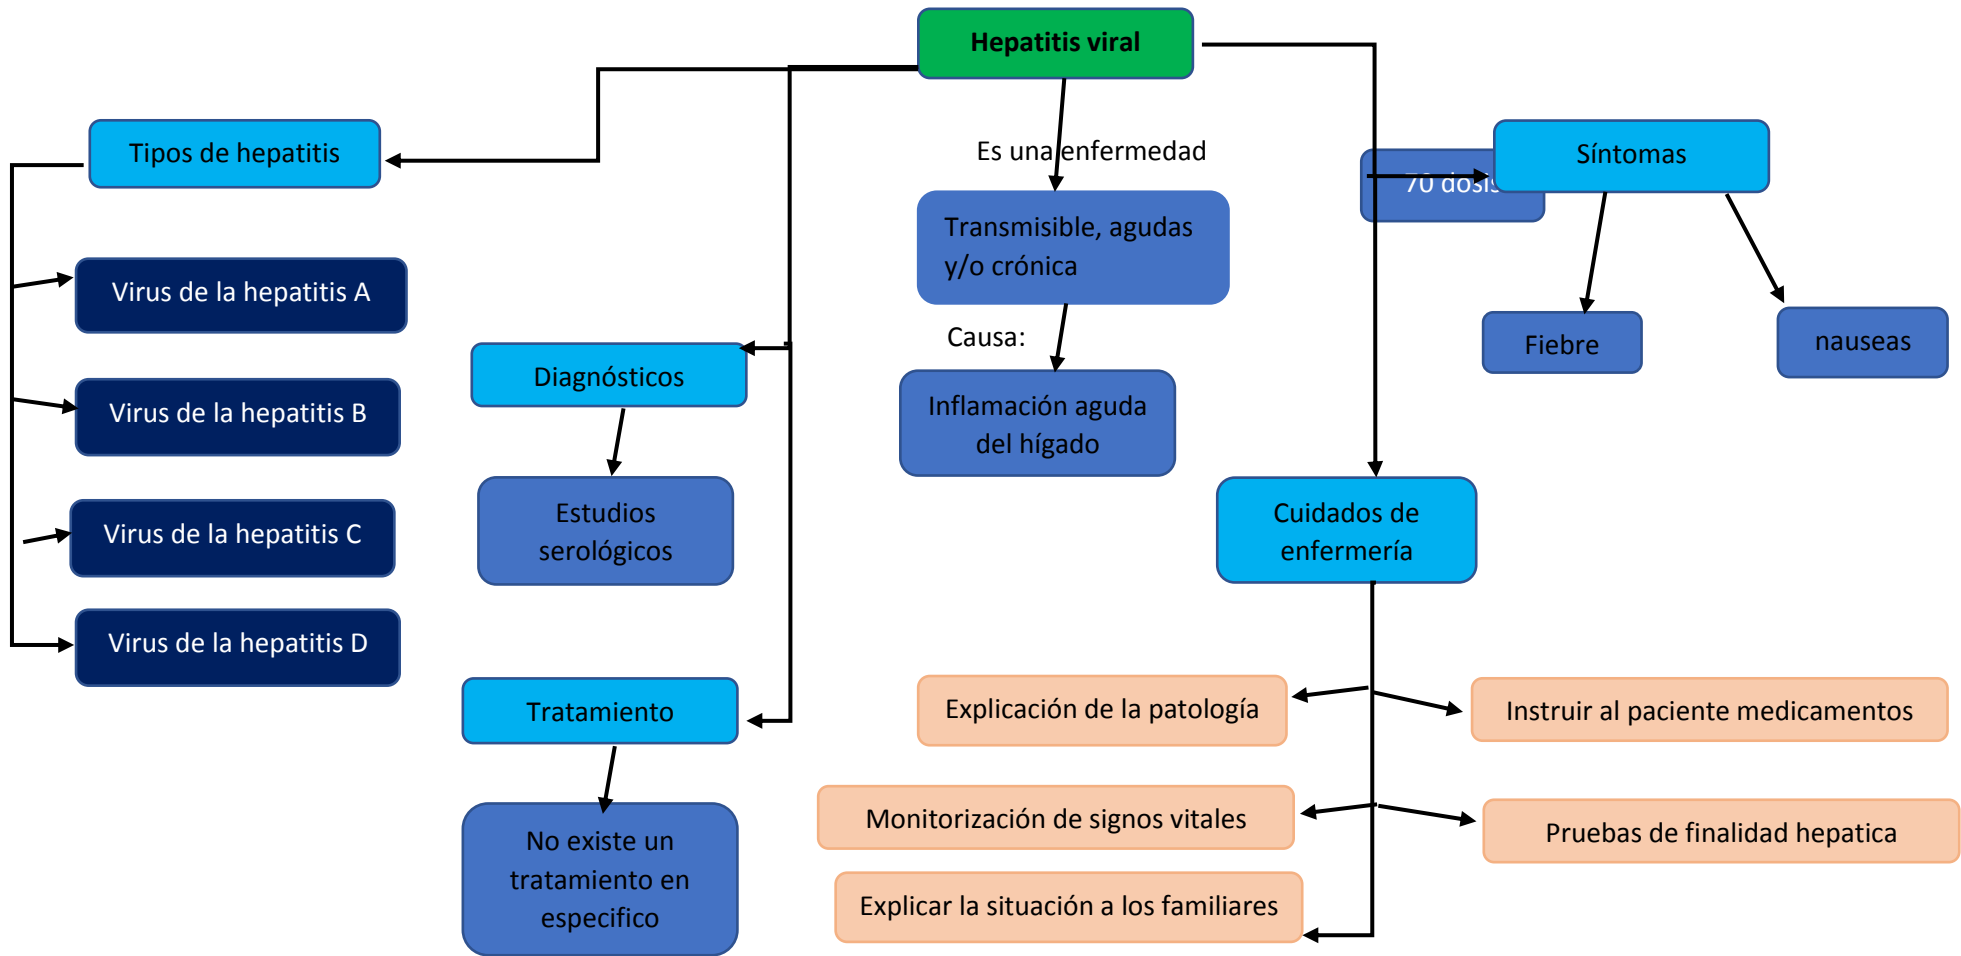 Hepatitis viral
Tipos de hepatitis
Es una enfermedad
Síntomas
70 dosis
Transmisible, agudas
y/o crónica
Virus de la hepatitis A
Causa:
Fiebre
nauseas
Diagnósticos
Inflamación aguda
del hígado
Virus de la hepatitis B
Estudios
serológicos
Cuidados de
enfermería
Virus de la hepatitis C
Virus de la hepatitis D
Tratamiento
Explicación de la patología
Instruir al paciente medicamentos
Monitorización de signos vitales
Pruebas de finalidad hepatica
No existe un
tratamiento en
especifico
Explicar la situación a los familiares